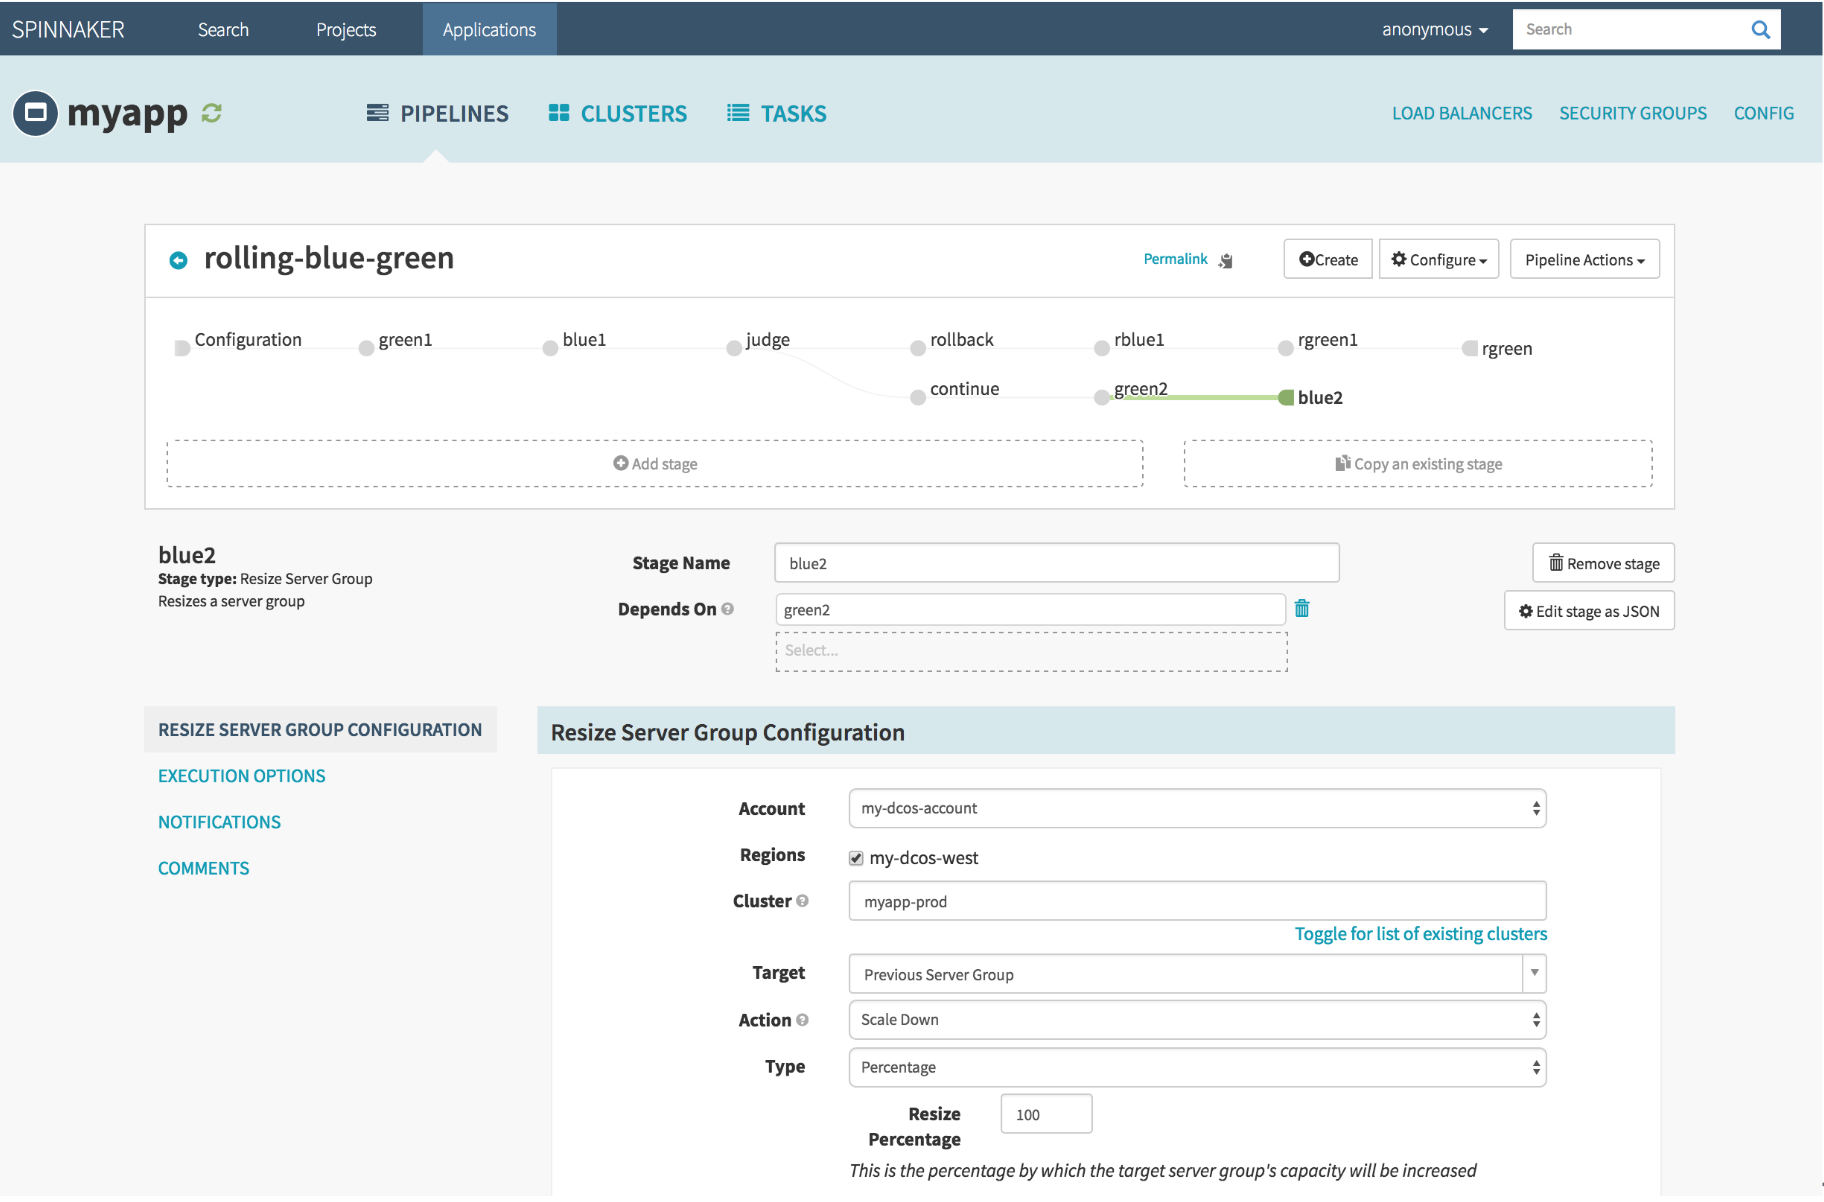 SPINNAKER Search Projects Applications anonymous Search
myapp PIPELINES CLUSTERS TASKS LOAD BALANCERS SECURITY GROUPS CONFIG
rolling-blue-green Permalink Create Configure Pipeline Actions
Configuration green1 blue1 judge rollback rblue1 rgreen1 rgreen
continue green2 blue2
Add stage Copy an existing stage
blue2
Stage type: Resize Server Group
Resizes a server group
Stage Name blue2
Depends On green2
Select...
Remove stage
Edit stage as JSON
RESIZE SERVER GROUP CONFIGURATION
EXECUTION OPTIONS
NOTIFICATIONS
COMMENTS
Resize Server Group Configuration
Account my-dcos-account
Regions my-dcos-west
Cluster myapp-prod
Toggle for list of existing clusters
Target Previous Server Group
Action Scale Down
Type Percentage
Resize Percentage 100
This is the percentage by which the target server group's capacity will be increased